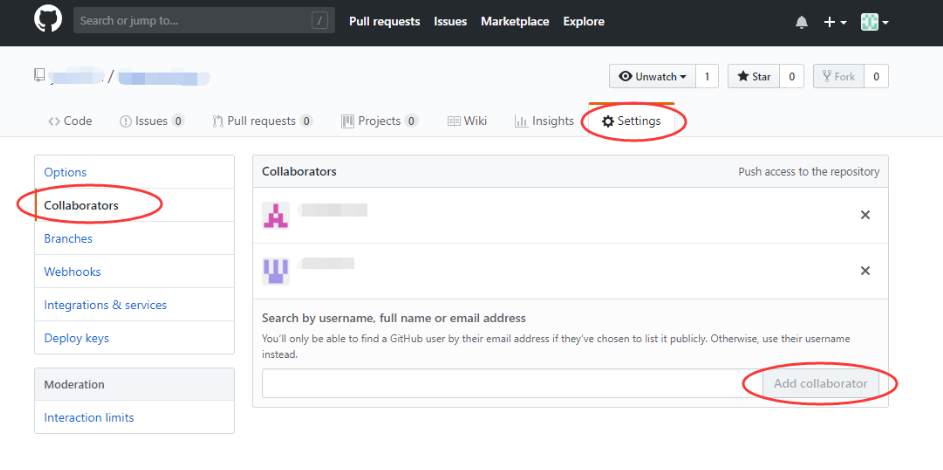 Search or jump to... / Pull requests Issues Marketplace Explore
/
Unwatch 1 Star 0 Fork 0
Code Issues 0 Pull requests 0 Projects 0 Wiki Insights Settings
Options
Collaborators
Branches
Webhooks
Integrations & services
Deploy keys
Moderation
Interaction limits
Collaborators Push access to the repository
Search by username, full name or email address
You'll only be able to find a GitHub user by their email address if they've chosen to list it publicly. Otherwise, use their username
instead.
Add collaborator